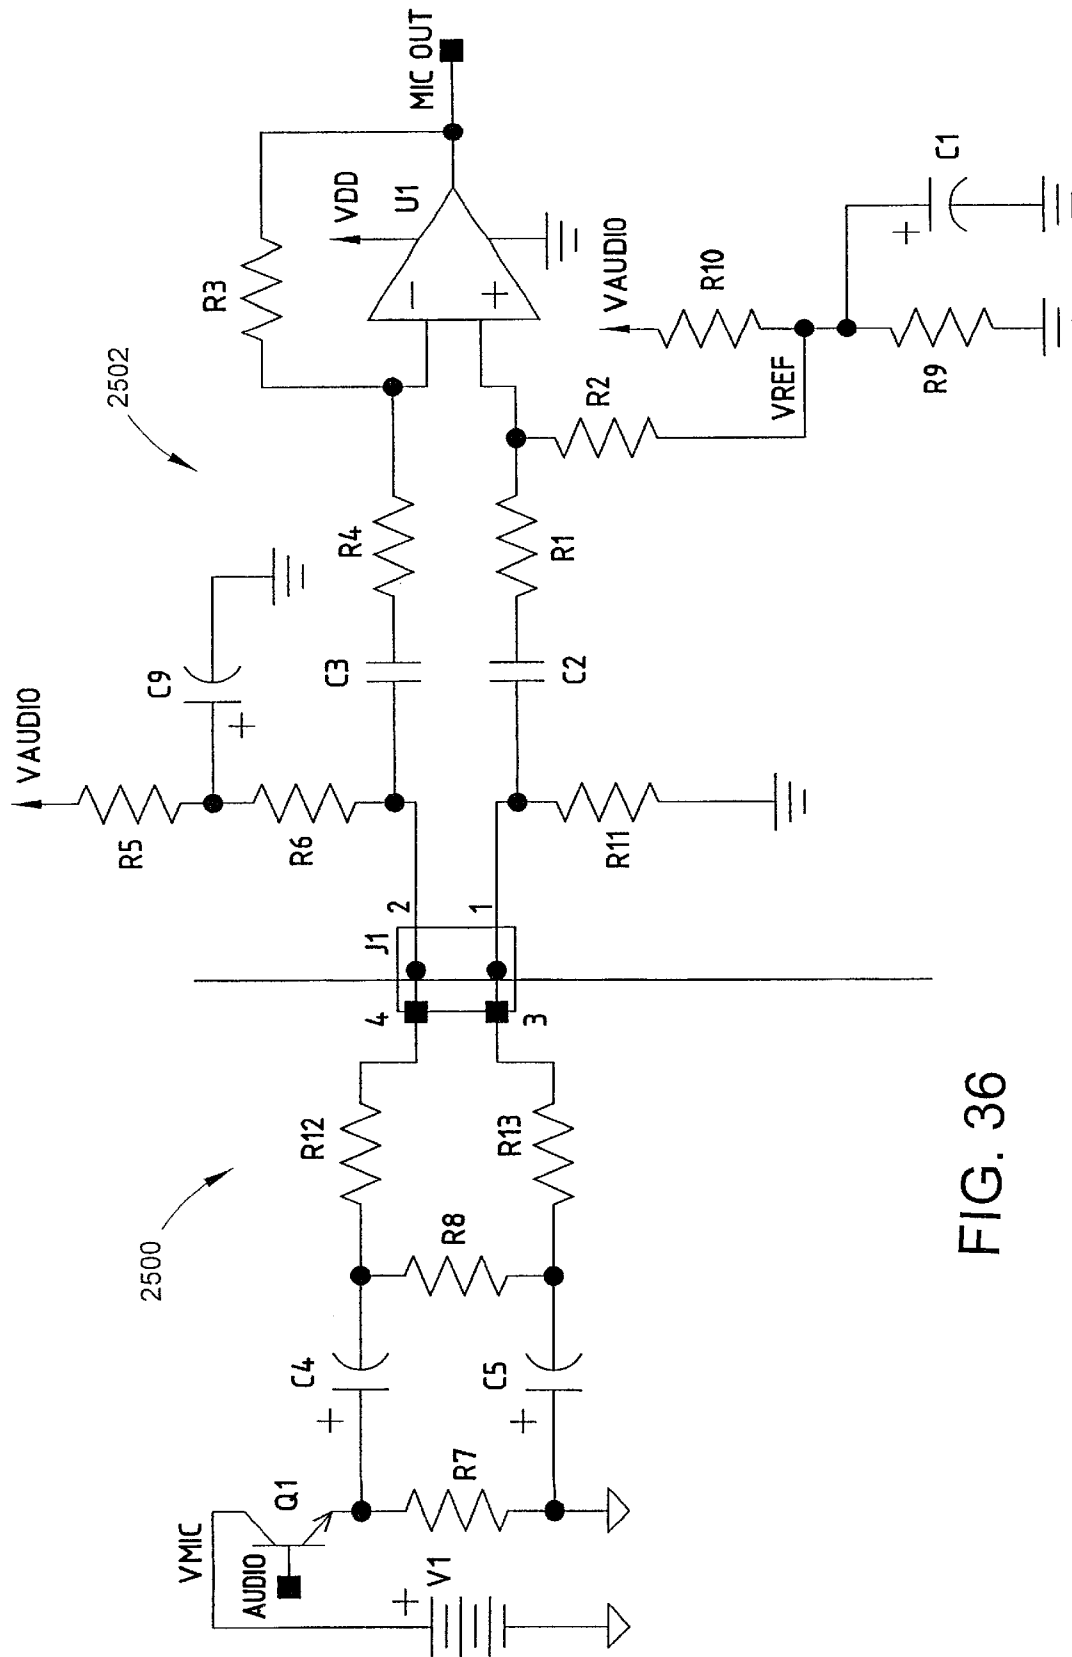 2500
2502
VMIC
AUDIO
Q1
+
V1
R7
+
C4
+
C5
R8
R12
R13
4
3
J1
2
1
VAUDIO
R5
R6
R11
C9
+
C3
C2
R4
R1
R3
R2
VDD
U1
−
+
MIC OUT
VAUDIO
R10
VREF
R9
+
C1
FIG. 36